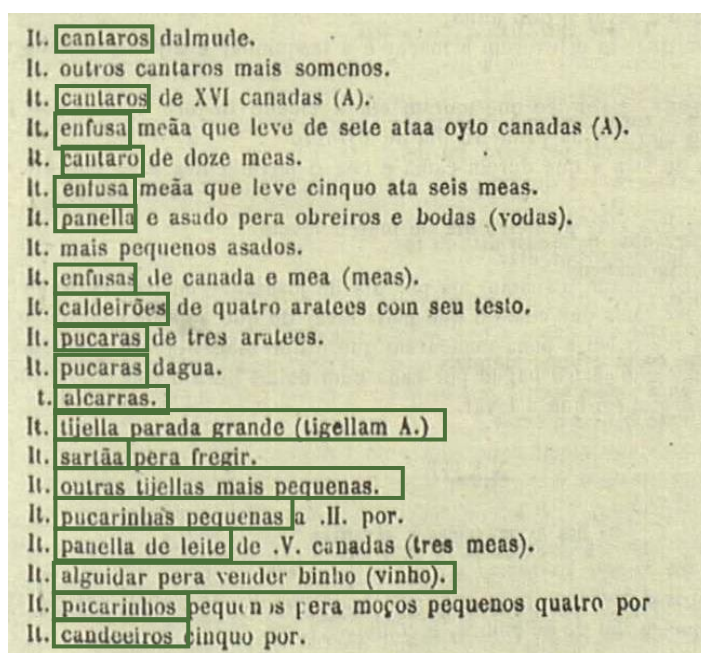 It. cantaros dalmude.
It. outros cantaros mais somenos.
It. cantaros de XVI canadas (A).
It. enfusa meãa que leve de sete ataa oyto canadas (A).
It. cantaro de doze meas.
It. enfusa meãa que leve cinquo ata seis meas.
It. panella e asado pera obreiros e bodas (vodas).
It. mais pequenos asados.
It. enfusas de canada e mea (meas).
It. caldeirões de quatro aratees com seu testo.
It. pucaras de tres aratees.
It. pucaras dagua.
t. alcarras.
It. tijella parada grande (tigellam A.)
It. sartãa pera fregir.
It. outras tijellas mais pequenas.
It. pucarinhas pequenas a .II. por.
It. panella de leite de .V. canadas (tres meas).
It. alguidar pera vender binho (vinho).
It. pucarinhos pequenos pera moços pequenos quatro por
It. candeeiros cinquo por.